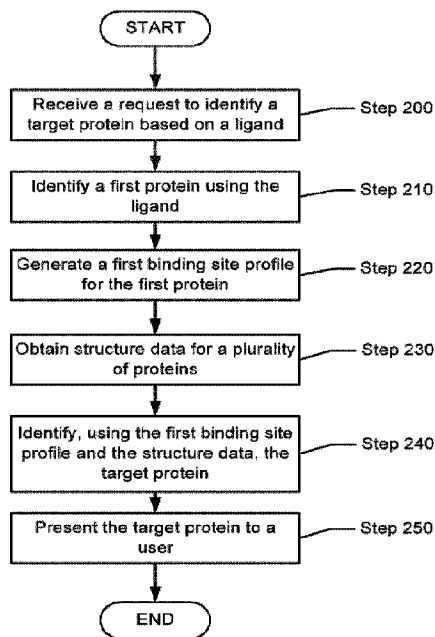 START
Receive a request to identify a
target protein based on a ligand
Step 200
Identify a first protein using the
ligand
Step 210
Generate a first binding site profile
for the first protein
Step 220
Obtain structure data for a plurality
of proteins
Step 230
Identify, using the first binding site
profile and the structure data, the
target protein
Step 240
Present the target protein to a
user
Step 250
END